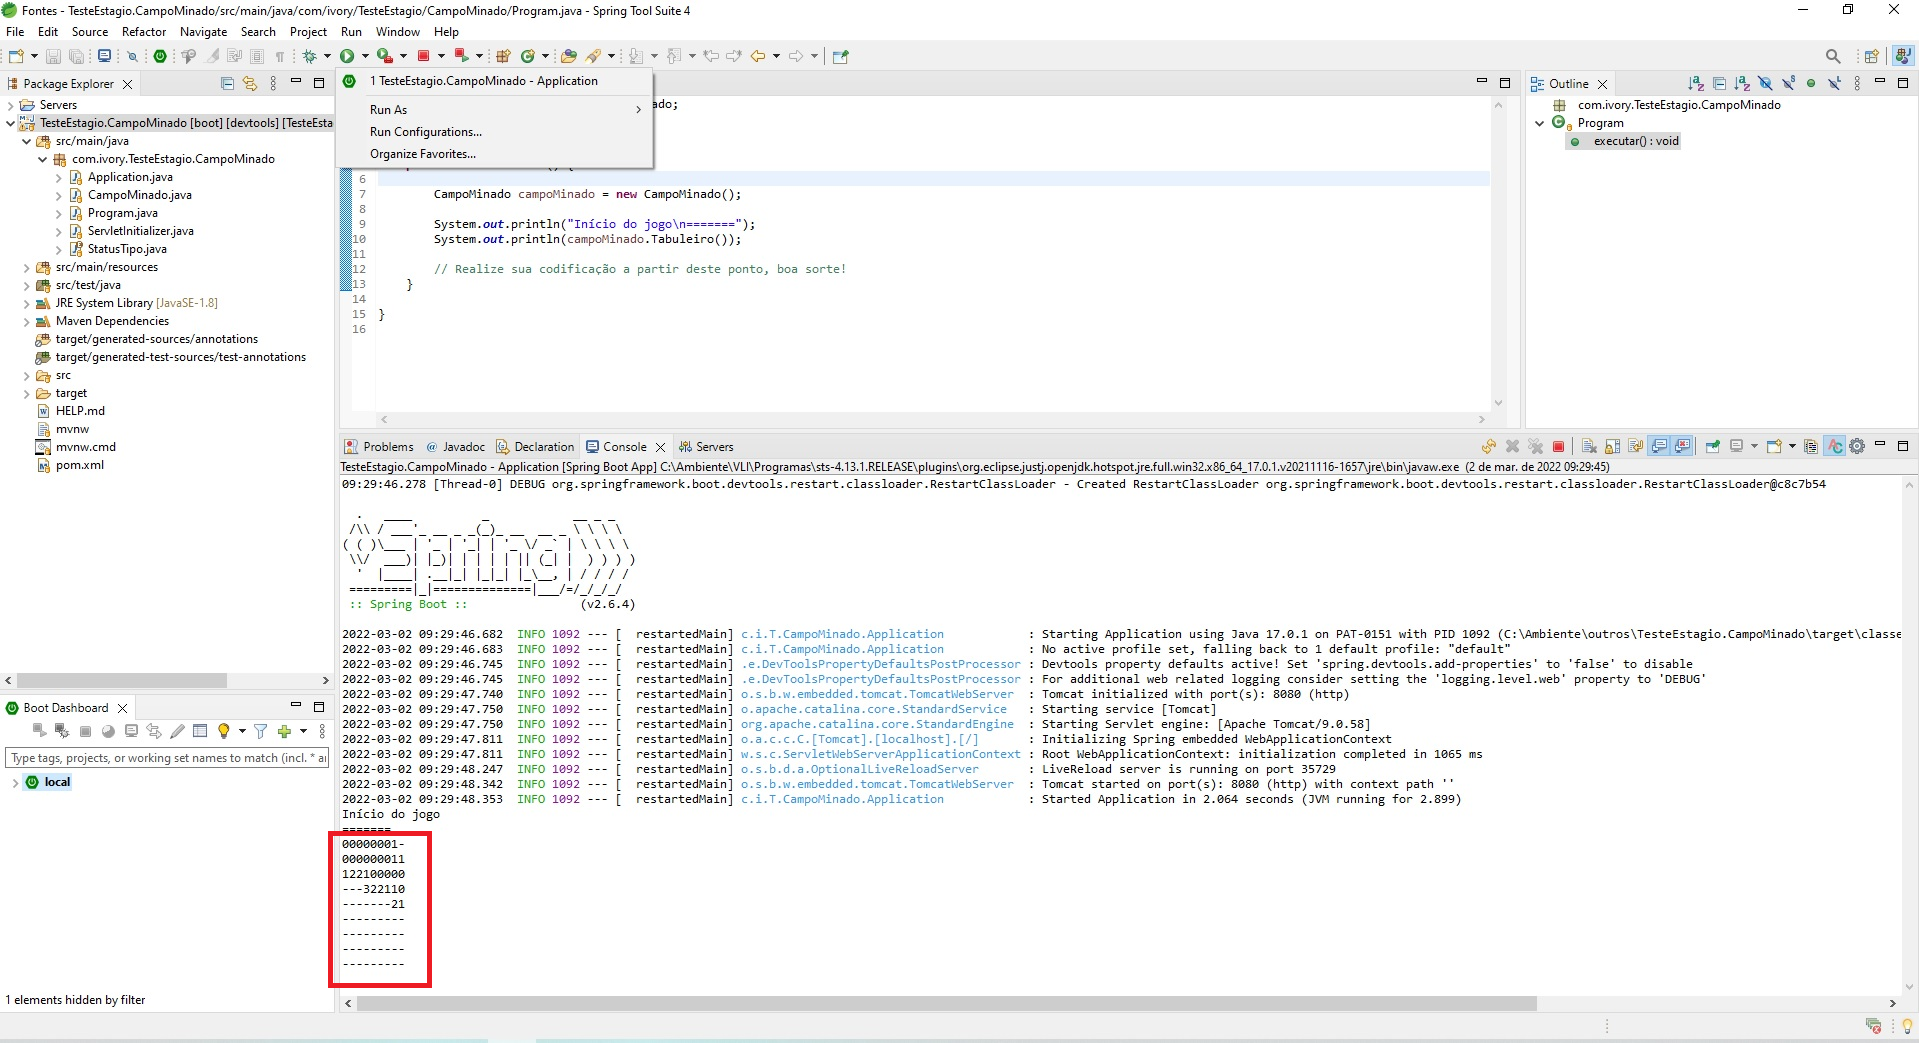 Fontes - TesteEstagio.CampoMinado/src/main/java/com/ivory/TesteEstagio/CampoMinado/Program.java - Spring Tool Suite 4
File Edit Source Refactor Navigate Search Project Run Window Help
Package Explorer
Servers
TesteEstagio.CampoMinado [boot] [devtools] [TesteEsta
src/main/java
com.ivory.TesteEstagio.CampoMinado
Application.java
CampoMinado.java
Program.java
ServletInitializer.java
StatusTipo.java
src/main/resources
src/test/java
JRE System Library [JavaSE-1.8]
Maven Dependencies
target/generated-sources/annotations
target/generated-test-sources/test-annotations
src
target
HELP.md
mvnw
mvnw.cmd
pom.xml
1 TesteEstagio.CampoMinado - Application
Run As
Run Configurations...
Organize Favorites...
ado;
() {
6
7 CampoMinado campoMinado = new CampoMinado();
8
9 System.out.println("Início do jogo\n=======");
10 System.out.println(campoMinado.Tabuleiro());
11
12 // Realize sua codificação a partir deste ponto, boa sorte!
13 }
14
15 }
16
Outline
com.ivory.TesteEstagio.CampoMinado
Program
executar() : void
Boot Dashboard
Type tags, projects, or working set names to match (incl. * ar
local
1 elements hidden by filter
Problems @ Javadoc Declaration Console Servers
TesteEstagio.CampoMinado - Application [Spring Boot App] C:\Ambiente\VLI\Programas\sts-4.13.1.RELEASE\plugins\org.eclipse.justj.openjdk.hotspot.jre.full.win32.x86_64_17.0.1.v20211116-1657\jre\bin\javaw.exe (2 de mar. de 2022 09:29:45)
09:29:46.278 [Thread-0] DEBUG org.springframework.boot.devtools.restart.classloader.RestartClassLoader - Created RestartClassLoader org.springframework.boot.devtools.restart.classloader.RestartClassLoader@c8c7b54
  .   ____          _            __ _ _
 /\\ / ___'_ __ _ _(_)_ __  __ _ \ \ \ \
( ( )\___ | '_ | '_| | '_ \/ _` | \ \ \ \
 \\/  ___)| |_)| | | | | || (_| |  ) ) ) )
  '  |____| .__|_| |_|_| |_\__, | / / / /
 =========|_|==============|___/=/_/_/_/
 :: Spring Boot ::                (v2.6.4)
2022-03-02 09:29:46.682  INFO 1092 --- [  restartedMain] c.i.T.CampoMinado.Application            : Starting Application using Java 17.0.1 on PAT-0151 with PID 1092 (C:\Ambiente\outros\TesteEstagio.CampoMinado\target\classe
2022-03-02 09:29:46.683  INFO 1092 --- [  restartedMain] c.i.T.CampoMinado.Application            : No active profile set, falling back to 1 default profile: "default"
2022-03-02 09:29:46.745  INFO 1092 --- [  restartedMain] .e.DevToolsPropertyDefaultsPostProcessor : Devtools property defaults active! Set 'spring.devtools.add-properties' to 'false' to disable
2022-03-02 09:29:46.745  INFO 1092 --- [  restartedMain] .e.DevToolsPropertyDefaultsPostProcessor : For additional web related logging consider setting the 'logging.level.web' property to 'DEBUG'
2022-03-02 09:29:47.740  INFO 1092 --- [  restartedMain] o.s.b.w.embedded.tomcat.TomcatWebServer  : Tomcat initialized with port(s): 8080 (http)
2022-03-02 09:29:47.750  INFO 1092 --- [  restartedMain] o.apache.catalina.core.StandardService   : Starting service [Tomcat]
2022-03-02 09:29:47.750  INFO 1092 --- [  restartedMain] org.apache.catalina.core.StandardEngine  : Starting Servlet engine: [Apache Tomcat/9.0.58]
2022-03-02 09:29:47.811  INFO 1092 --- [  restartedMain] o.a.c.c.C.[Tomcat].[localhost].[/]       : Initializing Spring embedded WebApplicationContext
2022-03-02 09:29:47.811  INFO 1092 --- [  restartedMain] w.s.c.ServletWebServerApplicationContext : Root WebApplicationContext: initialization completed in 1065 ms
2022-03-02 09:29:48.247  INFO 1092 --- [  restartedMain] o.s.b.d.a.OptionalLiveReloadServer       : LiveReload server is running on port 35729
2022-03-02 09:29:48.342  INFO 1092 --- [  restartedMain] o.s.b.w.embedded.tomcat.TomcatWebServer  : Tomcat started on port(s): 8080 (http) with context path ''
2022-03-02 09:29:48.353  INFO 1092 --- [  restartedMain] c.i.T.CampoMinado.Application            : Started Application in 2.064 seconds (JVM running for 2.899)
Início do jogo
=======
00000001-
000000011
122100000
---322110
-------21
---------
---------
---------
---------